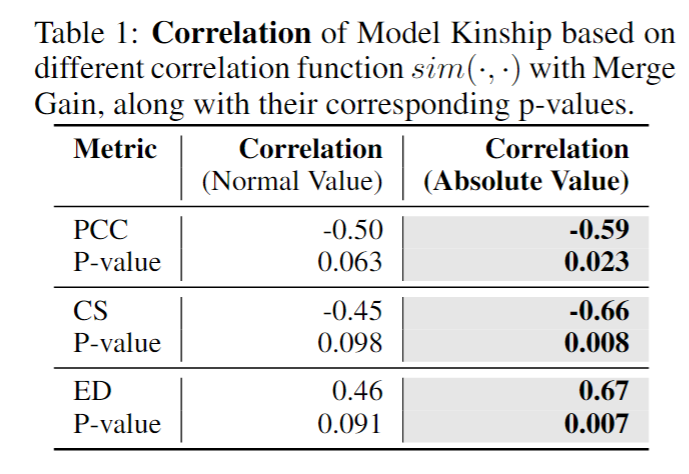 Table 1: Correlation of Model Kinship based on
different correlation function sim(·, ·) with Merge
Gain, along with their corresponding p-values.
Metric Correlation Correlation
(Normal Value) (Absolute Value)
PCC -0.50 -0.59
P-value 0.063 0.023
CS -0.45 -0.66
P-value 0.098 0.008
ED 0.46 0.67
P-value 0.091 0.007